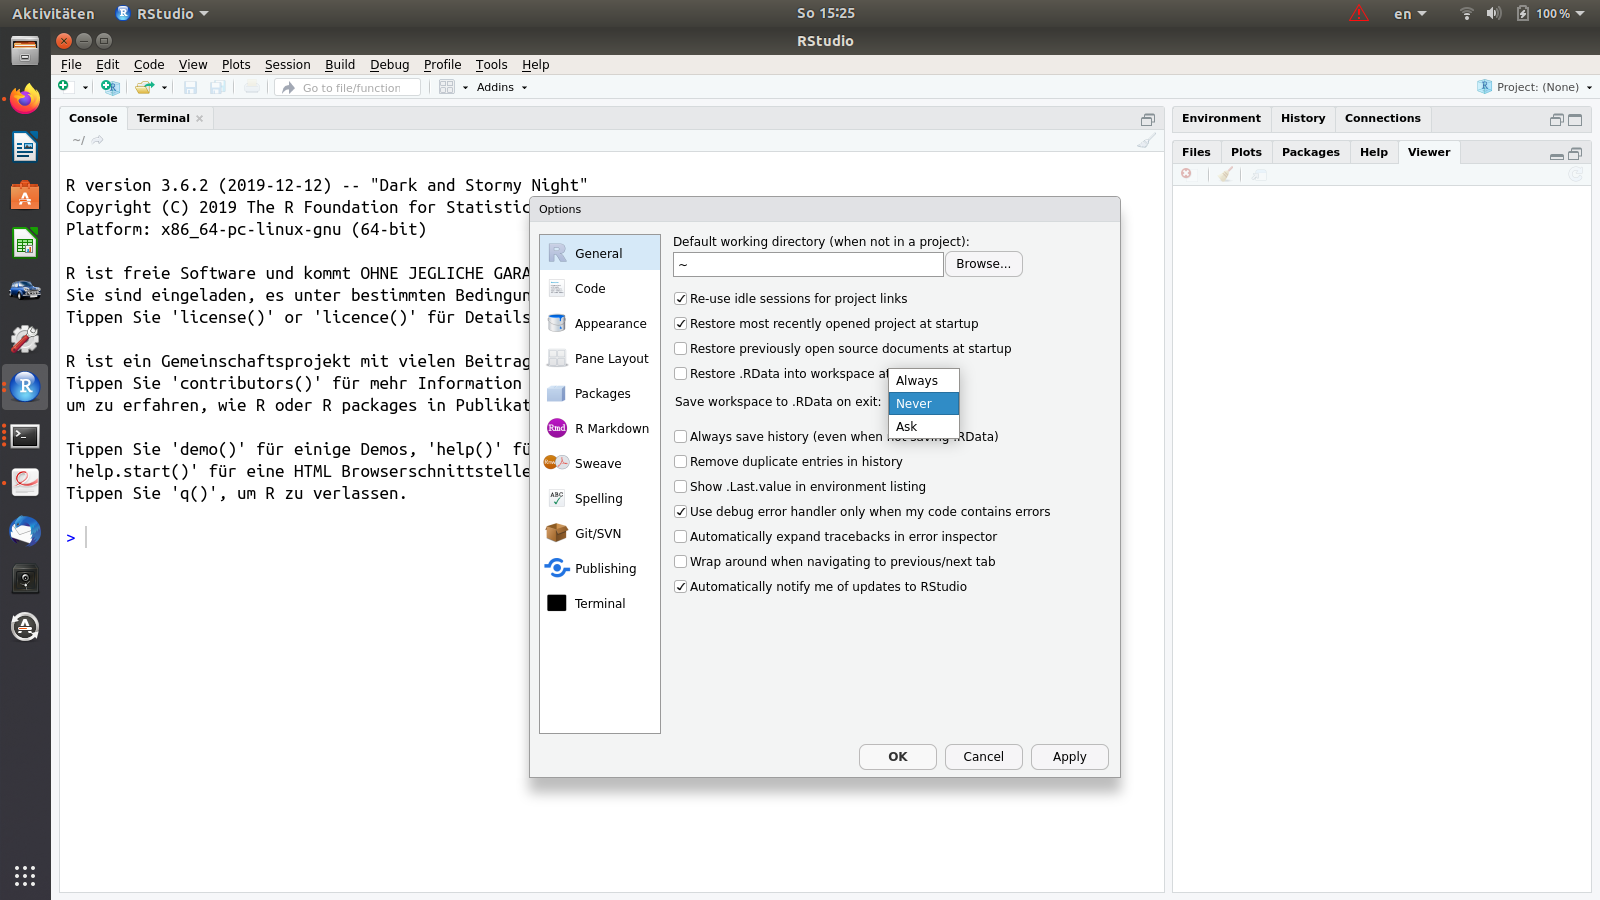 Aktivitäten RStudio So 15:25 en 100 %
RStudio
File Edit Code View Plots Session Build Debug Profile Tools Help
Go to file/function Addins Project: (None)
Console Terminal
~/
Environment History Connections
Files Plots Packages Help Viewer
R version 3.6.2 (2019-12-12) -- "Dark and Stormy Night"
Copyright (C) 2019 The R Foundation for Statistic
Platform: x86_64-pc-linux-gnu (64-bit)
R ist freie Software und kommt OHNE JEGLICHE GARA
Sie sind eingeladen, es unter bestimmten Bedingun
Tippen Sie 'license()' or 'licence()' für Details
R ist ein Gemeinschaftsprojekt mit vielen Beitrag
Tippen Sie 'contributors()' für mehr Information
um zu erfahren, wie R oder R packages in Publikat
Tippen Sie 'demo()' für einige Demos, 'help()' fü
'help.start()' für eine HTML Browserschnittstelle
Tippen Sie 'q()', um R zu verlassen.
>
Options
General
Code
Appearance
Pane Layout
Packages
R Markdown
Sweave
Spelling
Git/SVN
Publishing
Terminal
Default working directory (when not in a project):
~ Browse...
Re-use idle sessions for project links
Restore most recently opened project at startup
Restore previously open source documents at startup
Restore .RData into workspace at
Save workspace to .RData on exit:
Always
Never
Ask
Always save history (even when not saving .RData)
Remove duplicate entries in history
Show .Last.value in environment listing
Use debug error handler only when my code contains errors
Automatically expand tracebacks in error inspector
Wrap around when navigating to previous/next tab
Automatically notify me of updates to RStudio
OK Cancel Apply